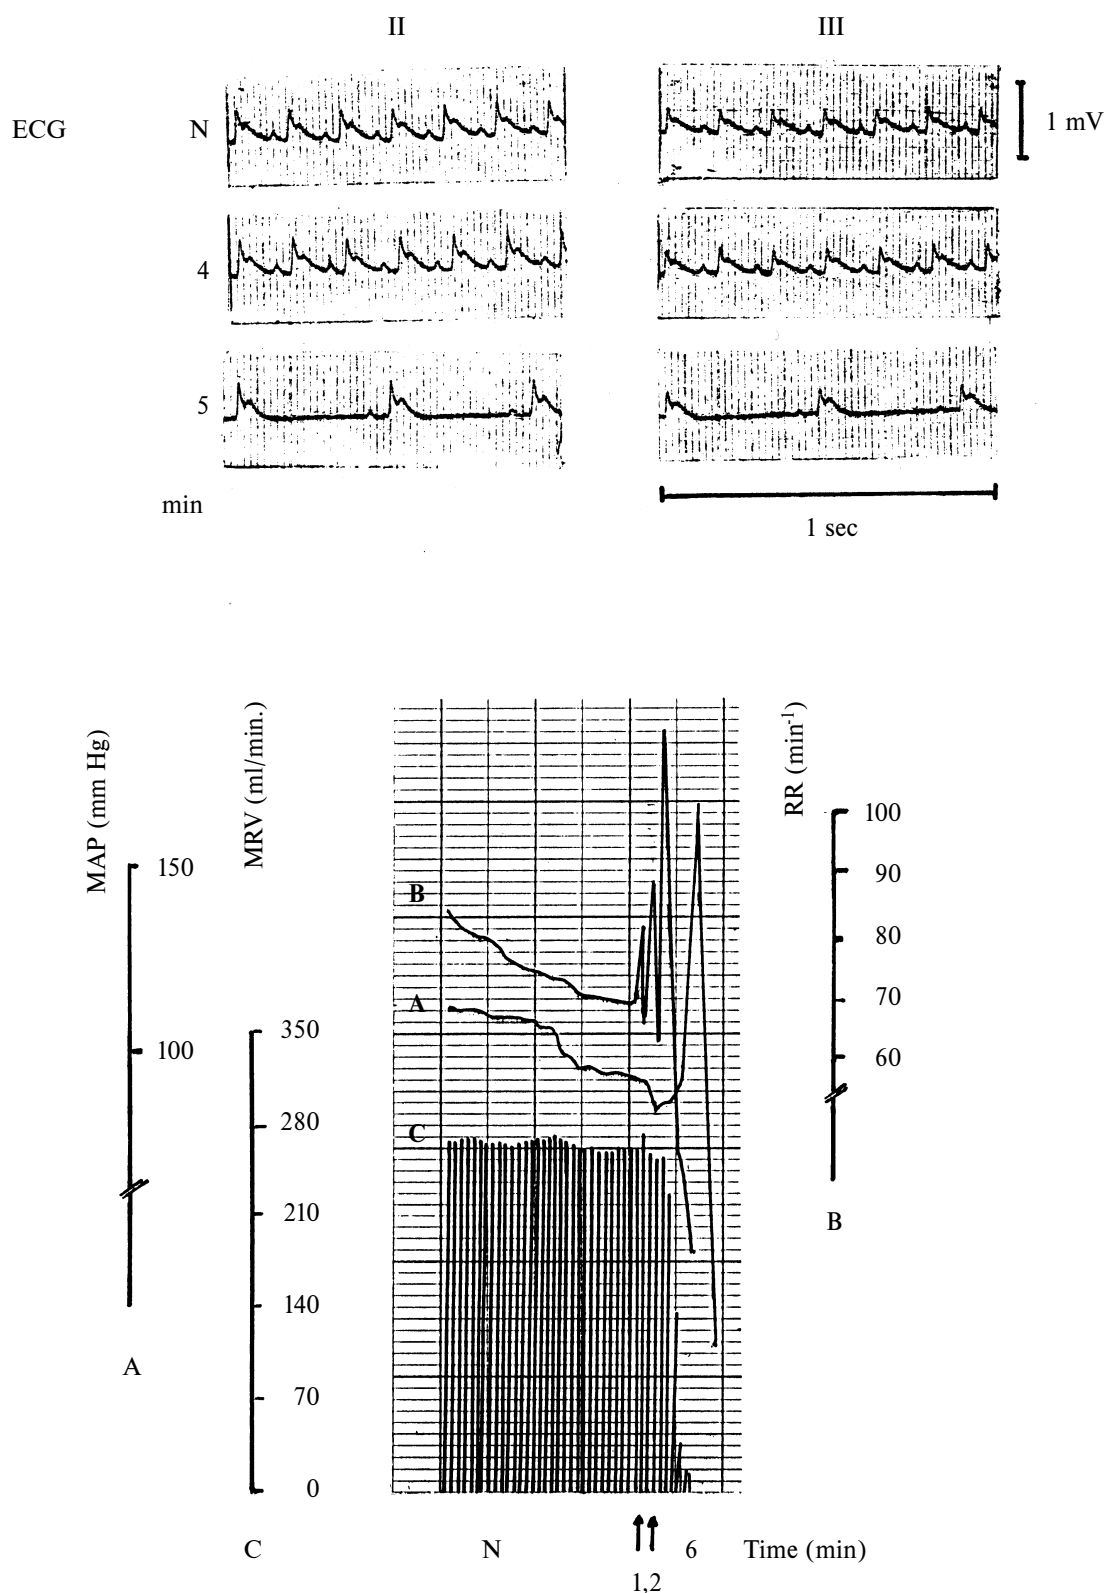 II III
ECG N 1 mV
4
5
min
1 sec
MAP (mm Hg)
MRV (ml/min.)
RR (min-1)
150
100
A
350
280
210
140
70
0
C
B
A
C
100
90
80
70
60
B
N 6 Time (min)
1,2